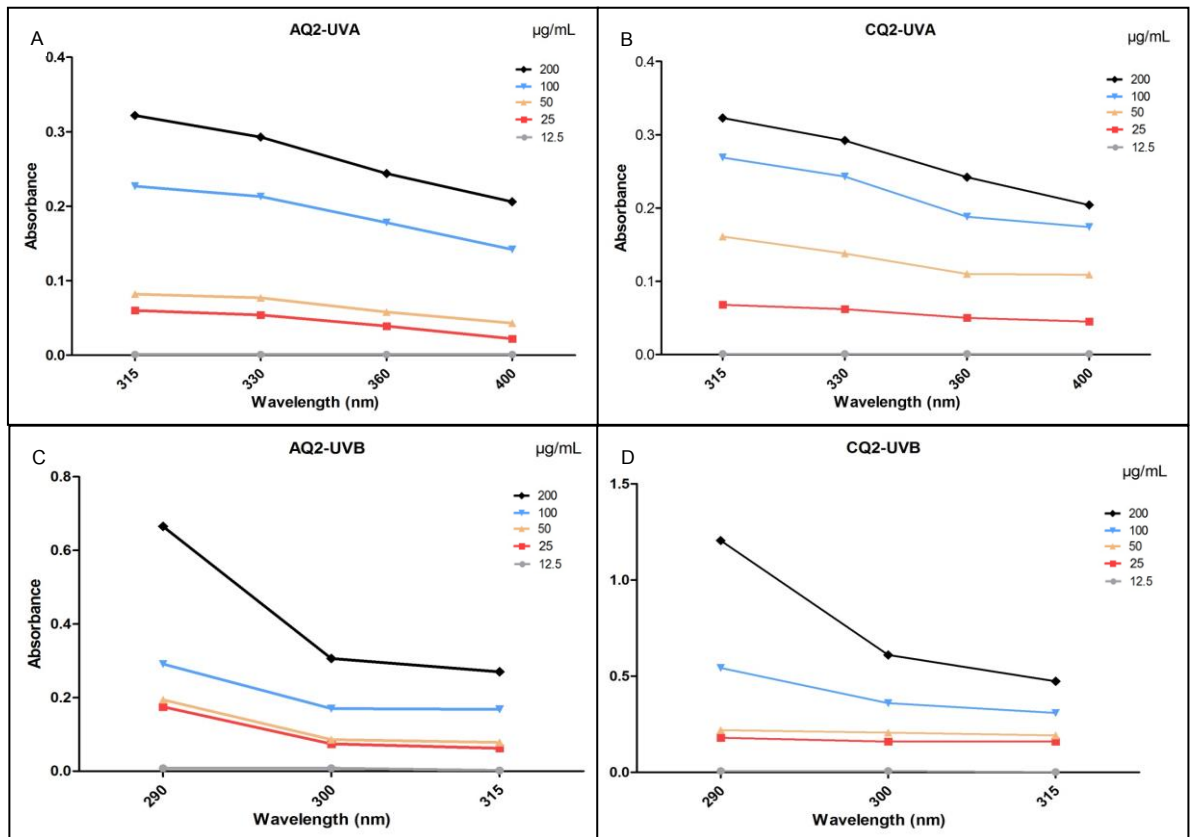 A
AQ2-UVA
µg/mL
0.4
0.3
0.2
0.1
0.0
Absorbance
200
100
50
25
12.5
315
330
360
400
Wavelength (nm)
B
CQ2-UVA
µg/mL
0.4
0.3
0.2
0.1
0.0
Absorbance
200
100
50
25
12.5
315
330
360
400
Wavelength (nm)
C
AQ2-UVB
µg/mL
0.8
0.6
0.4
0.2
0.0
Absorbance
200
100
50
25
12.5
290
300
315
Wavelength (nm)
D
CQ2-UVB
µg/mL
1.5
1.0
0.5
0.0
Absorbance
200
100
50
25
12.5
290
300
315
Wavelength (nm)